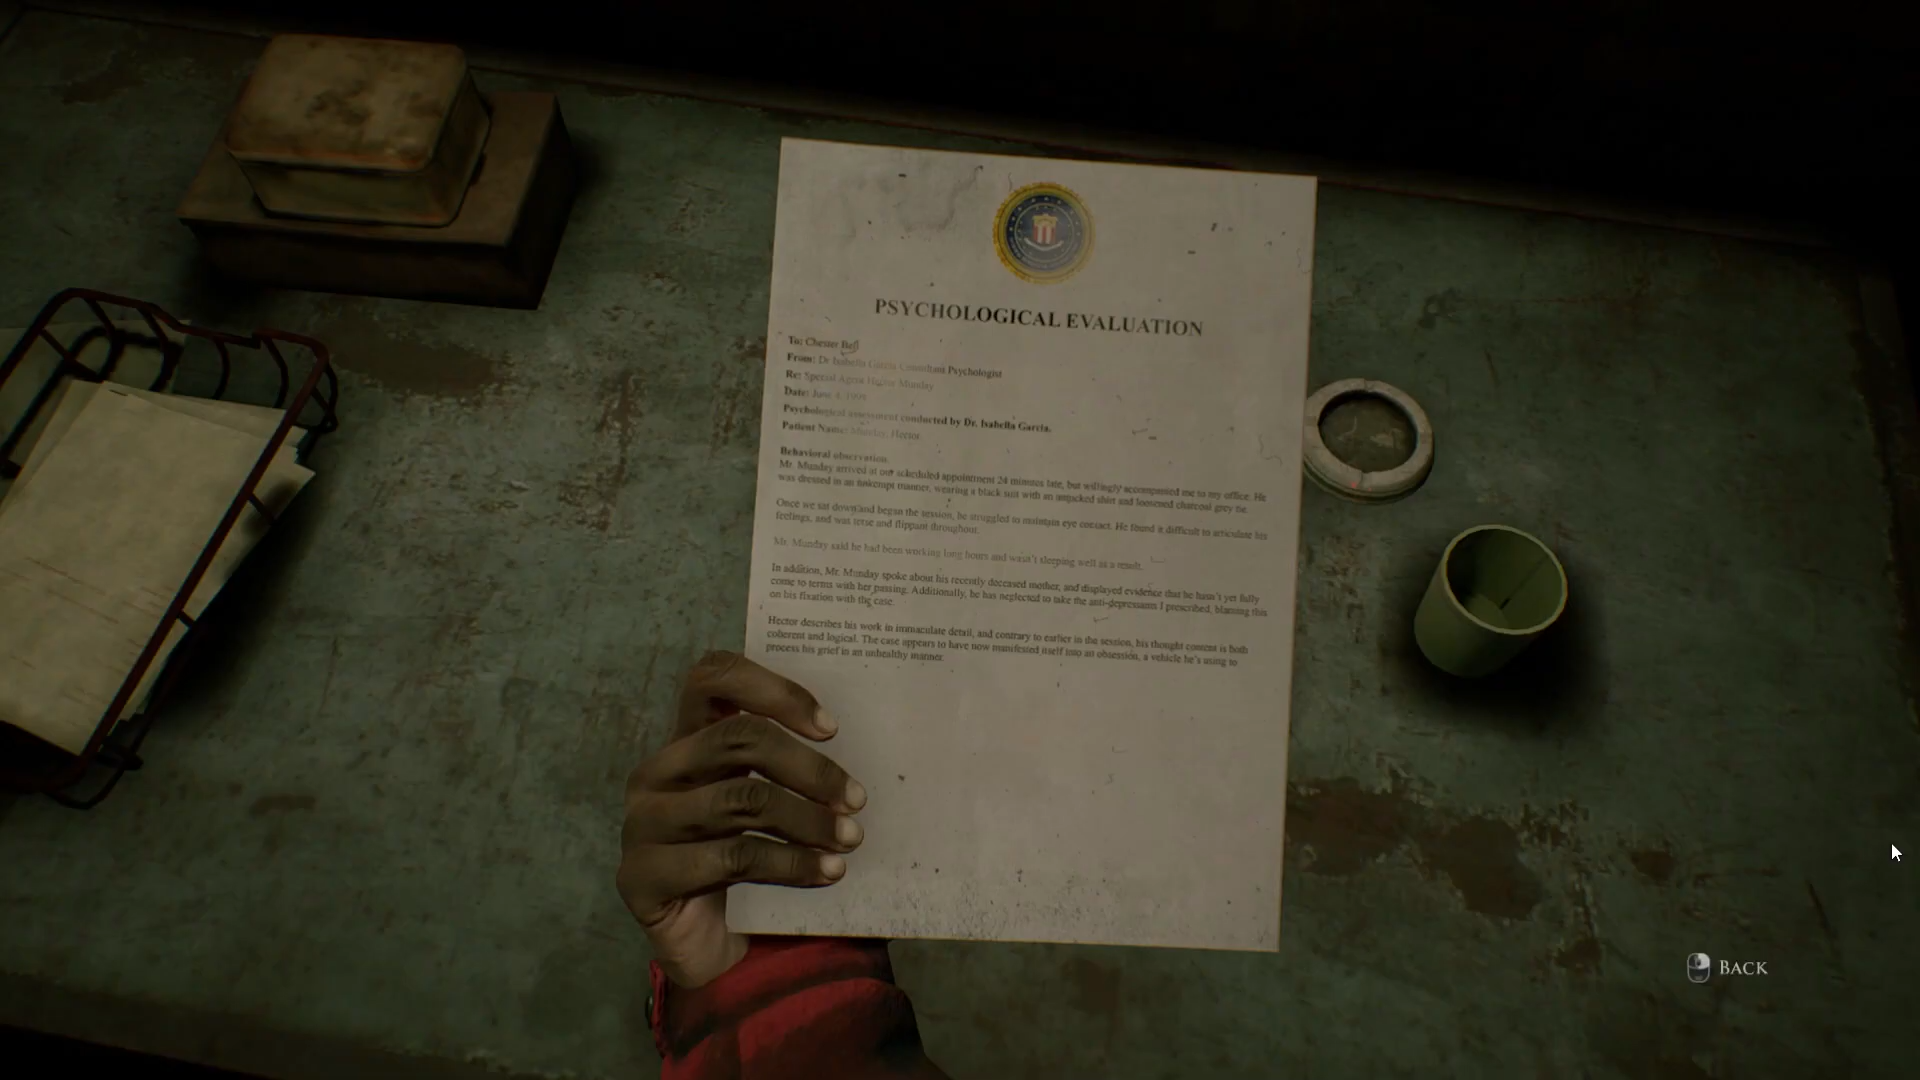 PSYCHOLOGICAL EVALUATION
To: Chester Bell
From: Dr Isabella Garcia Consultant Psychologist
Re: Special Agent Hector Munday
Date: June 4, 
Psychological assessment conducted by Dr. Isabella Garcia.
Patient Name: Munday, Hector
Behavioral observation.
Mr. Munday arrived at our scheduled appointment 24 minutes late, but willingly accompanied me to my office. He
was dressed in an unkempt manner, wearing a black suit with an untucked shirt and loosened charcoal grey tie.
Once we sat down and began the session, he struggled to maintain eye contact. He found it difficult to articulate his
feelings, and was terse and flippant throughout.
Mr. Munday said he had been working long hours and wasn't sleeping well as a result.
In addition, Mr. Munday spoke about his recently deceased mother, and displayed evidence that he hasn't yet fully
come to terms with her passing. Additionally, he has neglected to take the anti-depressants I prescribed, blaming this
on his fixation with the case.
Hector describes his work in immaculate detail, and contrary to earlier in the session, his thought content is both
coherent and logical. The case appears to have now manifested itself into an obsession, a vehicle he's using to
process his grief in an unhealthy manner.
BACK